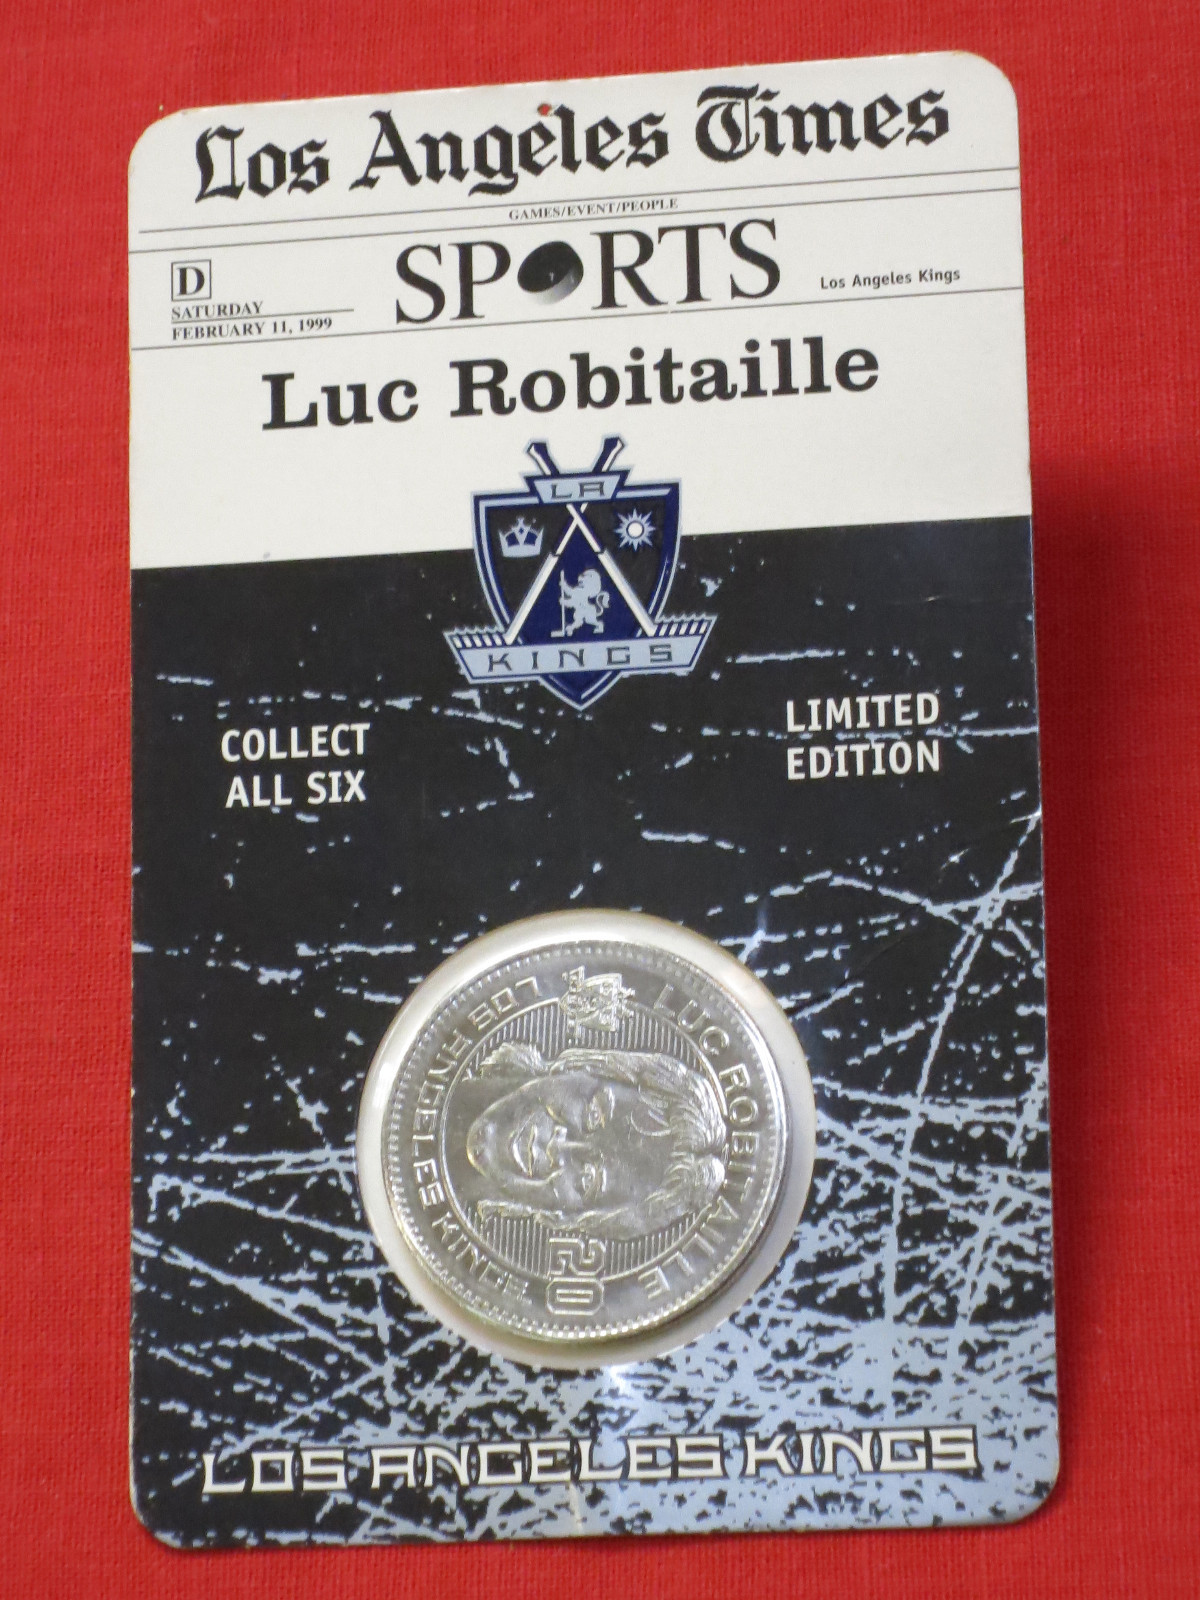 Los Angeles Times
GAMES/EVENT/PEOPLE
D
SPORTS
Los Angeles Kings
SATURDAY
FEBRUARY 11, 1999
Luc Robitaille
LA
KINGS
COLLECT
ALL SIX
LIMITED
EDITION
LUC ROBITAILLE
LOS ANGELES KINGS
20
LOS ANGELES KINGS